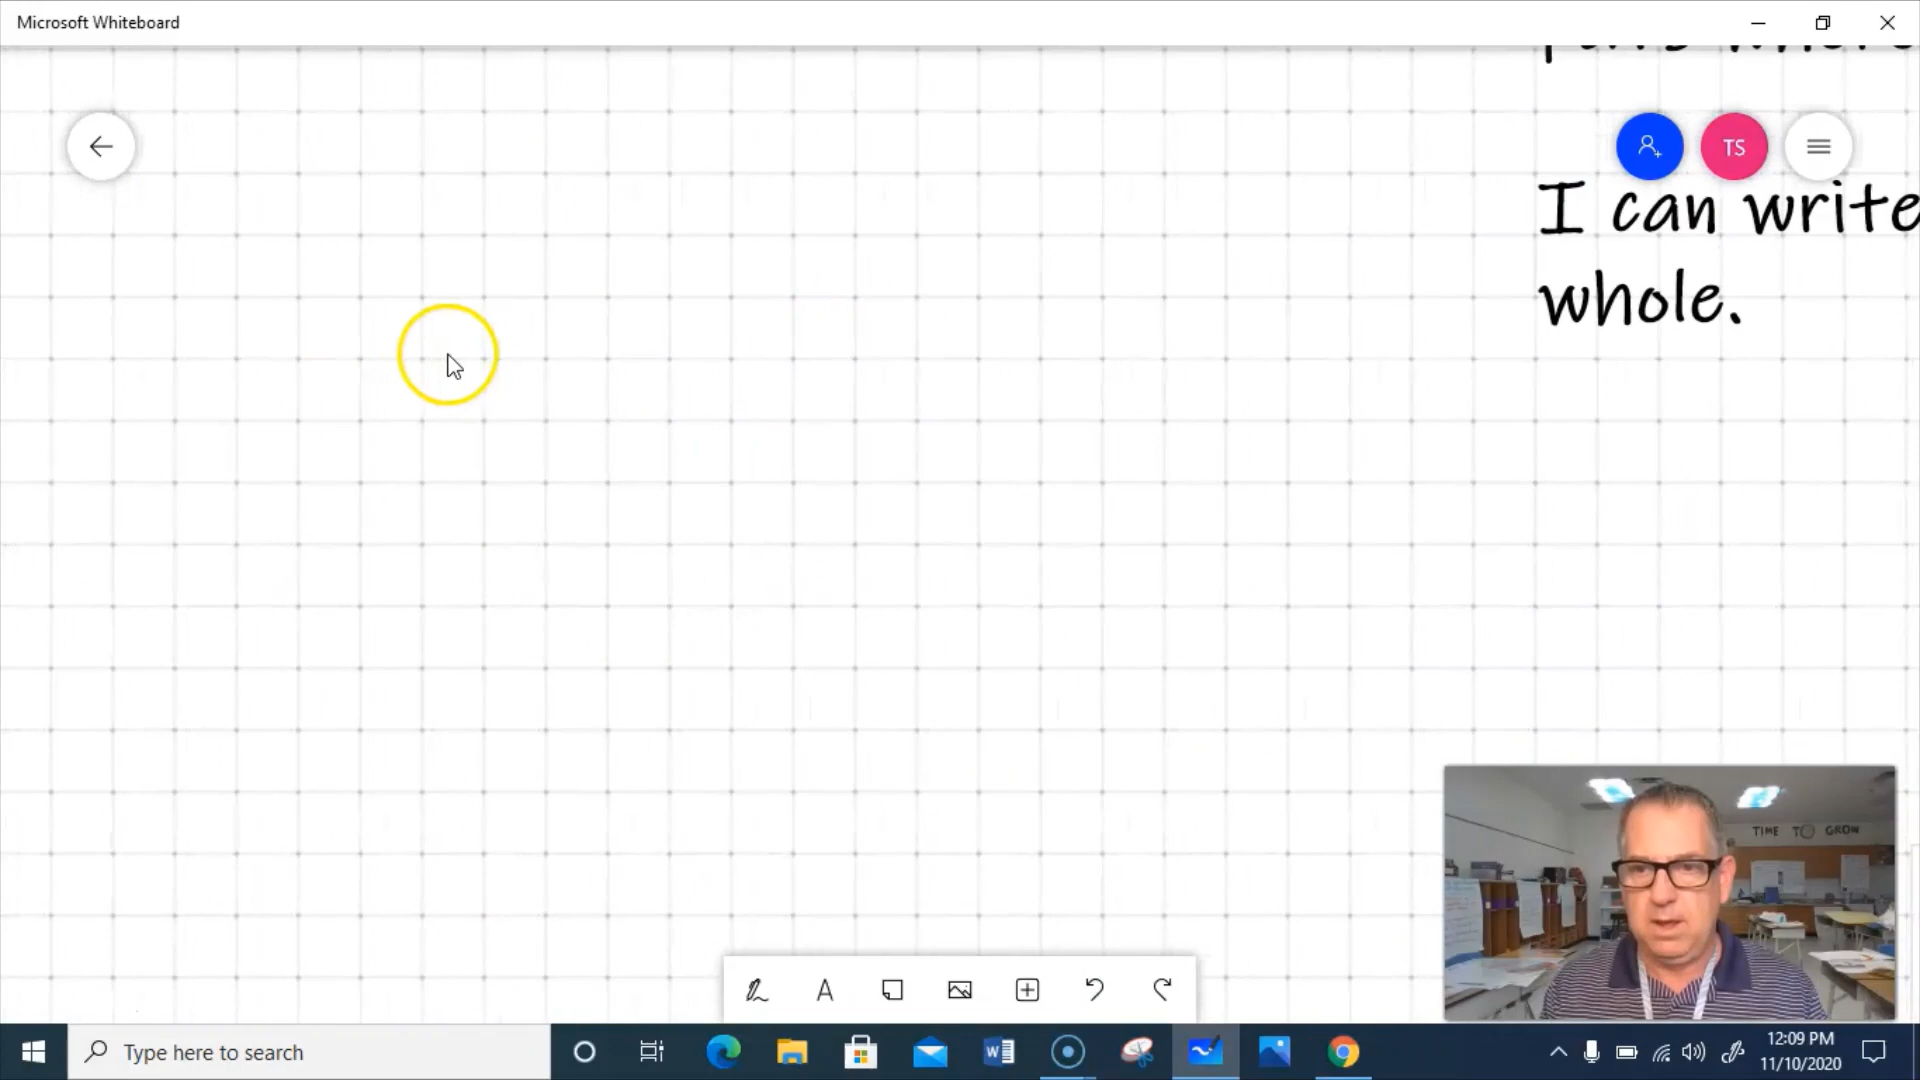 Microsoft Whiteboard
TS
I can write
whole.
TIME TO GROW
A
Type here to search
12:09 PM
11/10/2020